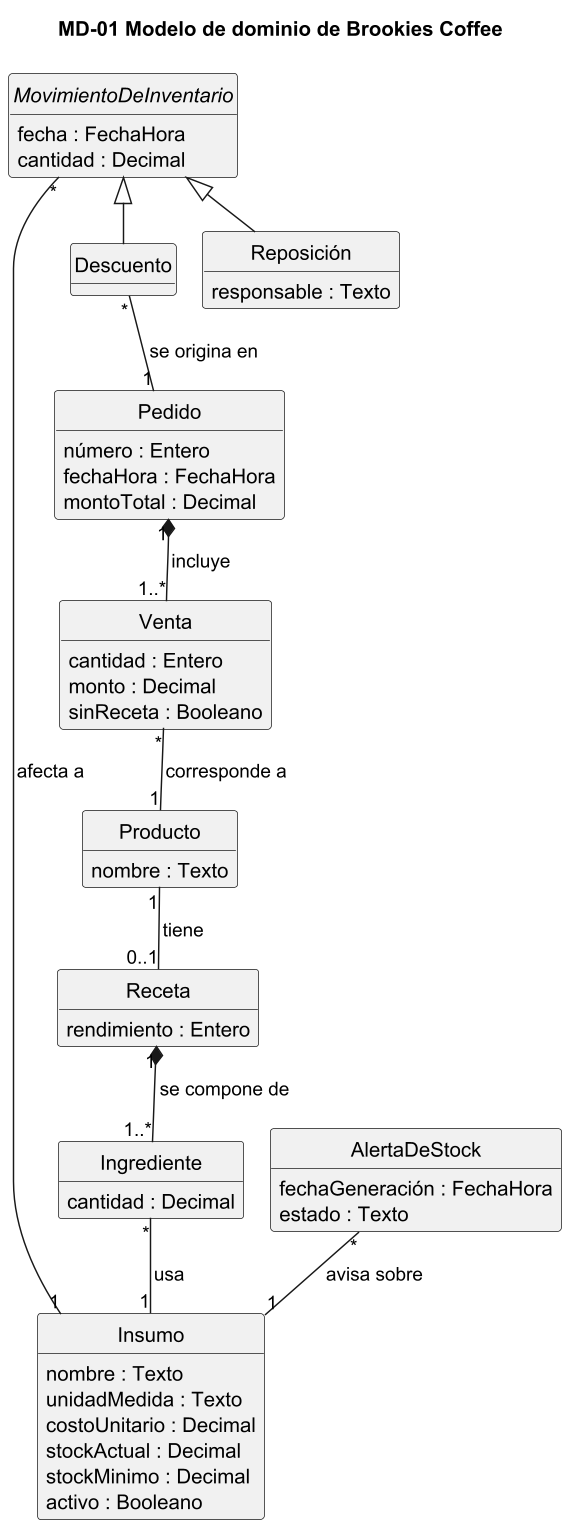 MD-01 Modelo de dominio de Brookies Coffee
MovimientoDeInventario
fecha : FechaHora
cantidad : Decimal
*
Descuento
Reposición
responsable : Texto
*
se origina en
1
Pedido
número : Entero
fechaHora : FechaHora
montoTotal : Decimal
1
incluye
1..*
Venta
cantidad : Entero
monto : Decimal
sinReceta : Booleano
*
afecta a
corresponde a
1
Producto
nombre : Texto
1
tiene
0..1
Receta
rendimiento : Entero
1
se compone de
1..*
Ingrediente
cantidad : Decimal
AlertaDeStock
fechaGeneración : FechaHora
estado : Texto
*
*
usa
avisa sobre
1
1
1
Insumo
nombre : Texto
unidadMedida : Texto
costoUnitario : Decimal
stockActual : Decimal
stockMinimo : Decimal
activo : Booleano